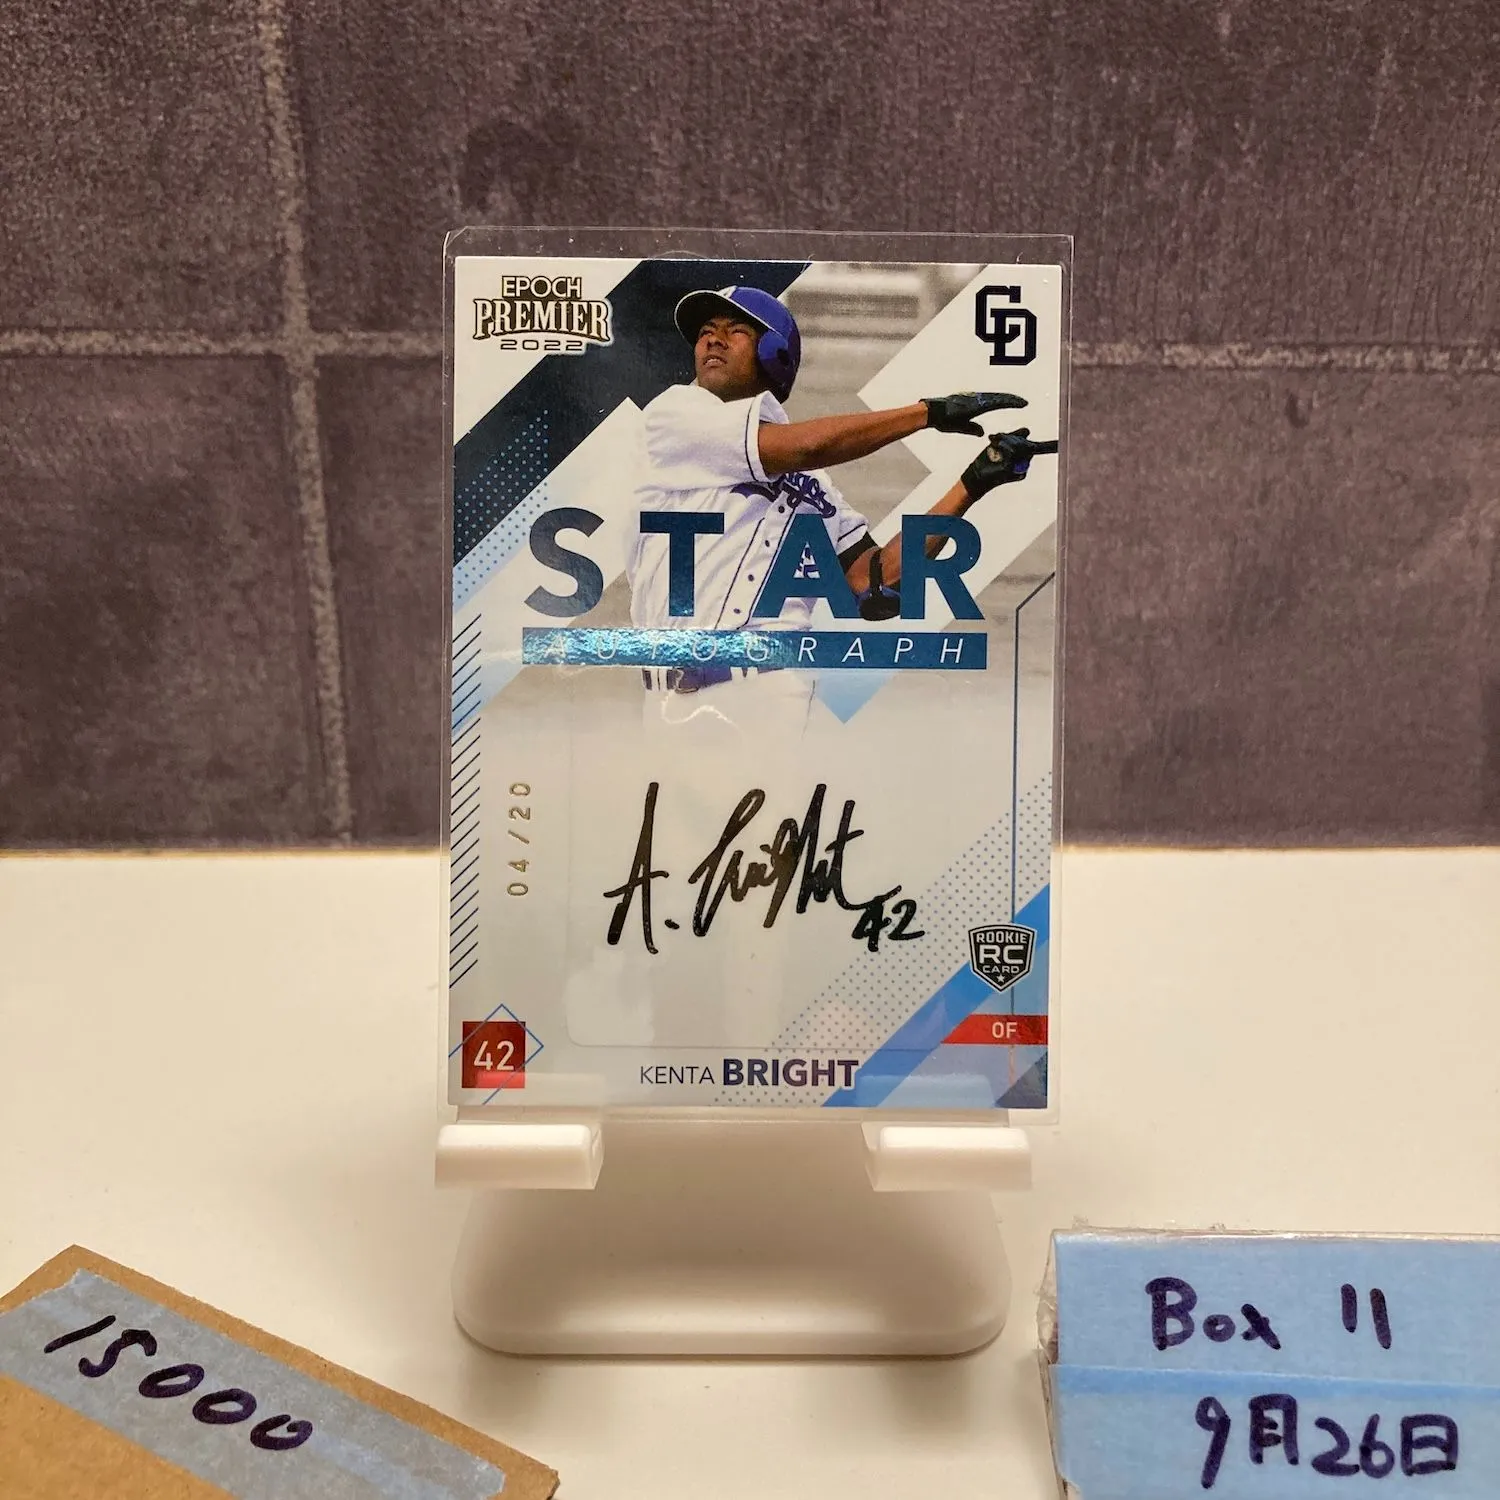 EPOCH
PREMIER
2022
CD
STAR
AUTOGRAPH
04/20
A. Bright 42
ROOKIE
RC
CARD
OF
42
KENTA BRIGHT
15000
Box 11
9月26日